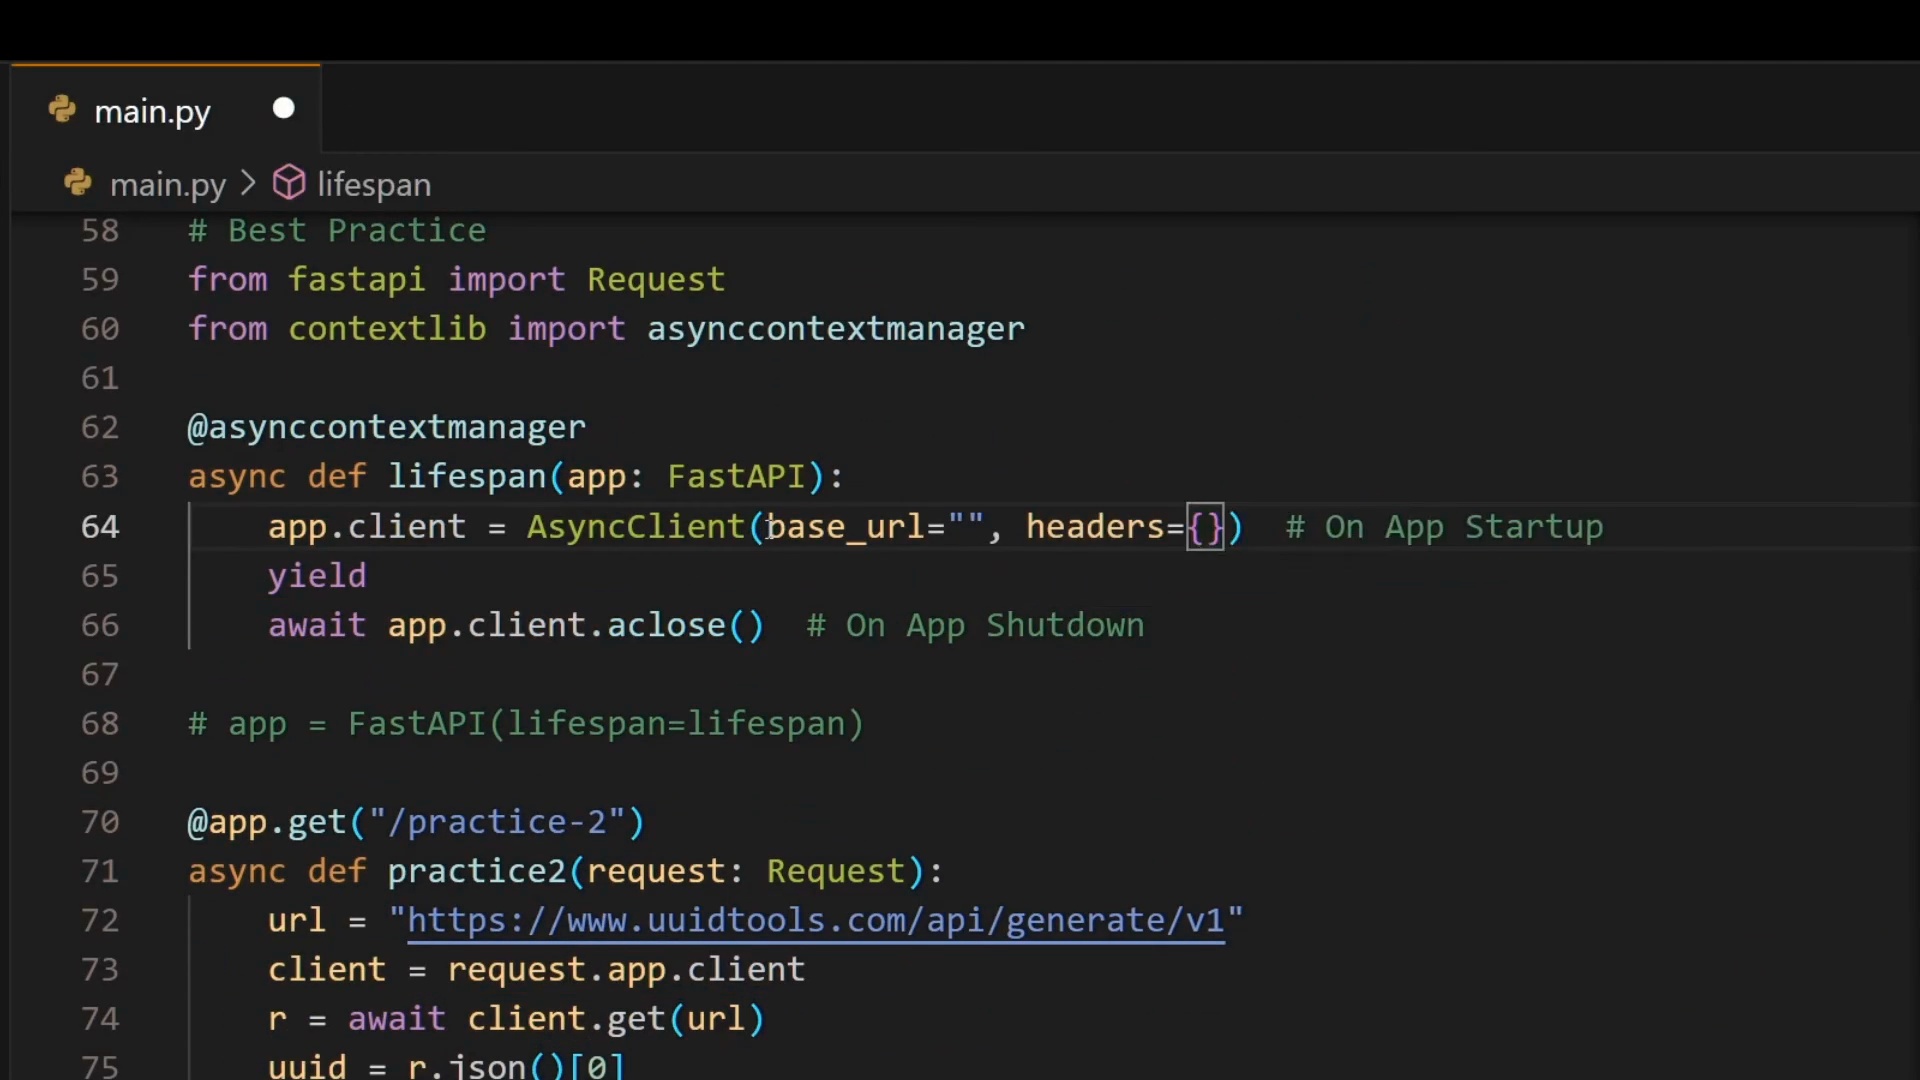 main.py
main.py > lifespan
58 # Best Practice
59 from fastapi import Request
60 from contextlib import asynccontextmanager
61
62 @asynccontextmanager
63 async def lifespan(app: FastAPI):
64     app.client = AsyncClient(base_url="", headers={})  # On App Startup
65     yield
66     await app.client.aclose()  # On App Shutdown
67
68 # app = FastAPI(lifespan=lifespan)
69
70 @app.get("/practice-2")
71 async def practice2(request: Request):
72     url = "https://www.uuidtools.com/api/generate/v1"
73     client = request.app.client
74     r = await client.get(url)
75     uuid = r.json()[0]